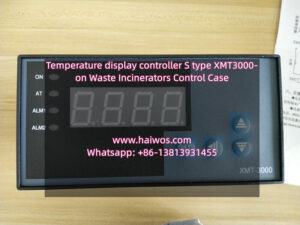 Temperature display controller S type XMT3000-
on Waste Incinerators Control Case
ON
AT
ALM1
ALM2
www.haiwos.com
Whatsapp: +86-13813931455
XMT-3000